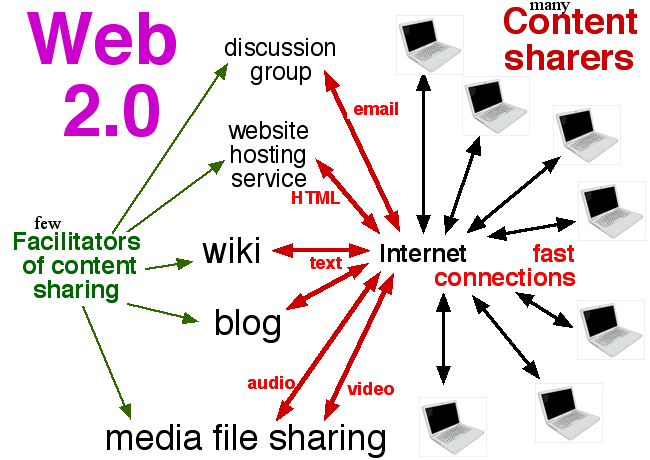 Web
2.0
discussion
group
many
Content
sharers
email
website
hosting
service
HTML
few
Facilitators
of content
sharing
wiki
text
Internet
fast
connections
blog
audio
video
media file sharing